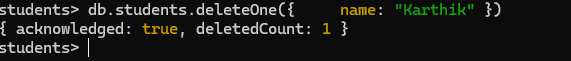 students> db.students.deleteOne({     name: "Karthik" })
{ acknowledged: true, deletedCount: 1 }
students>